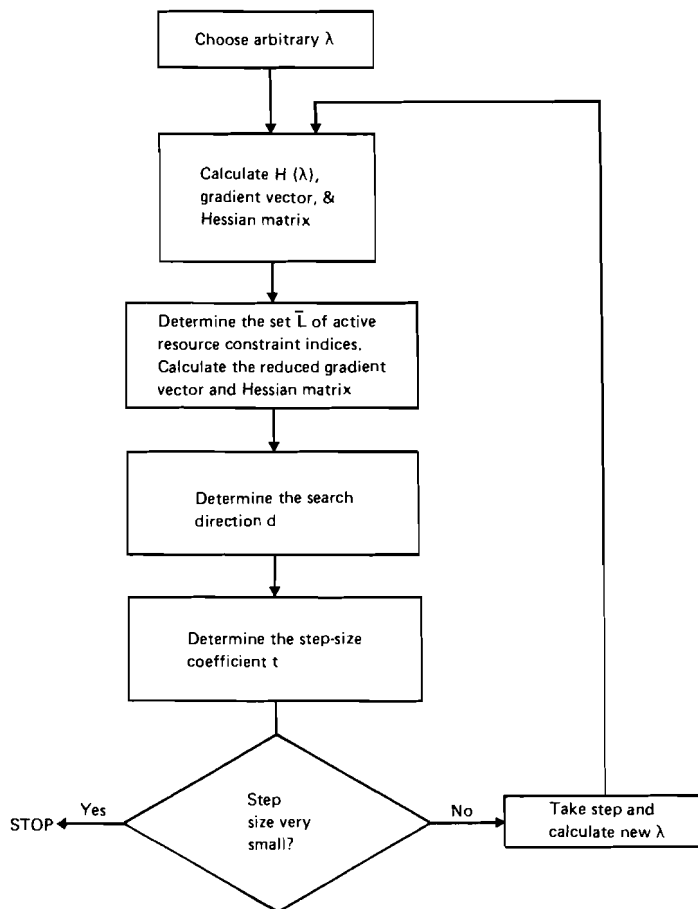 Choose arbitrary λ
Calculate H (λ),
gradient vector, &
Hessian matrix
Determine the set L̅ of active
resource constraint indices.
Calculate the reduced gradient
vector and Hessian matrix
Determine the search
direction d
Determine the step-size
coefficient t
Step
size very
small?
Yes
STOP
No
Take step and
calculate new λ